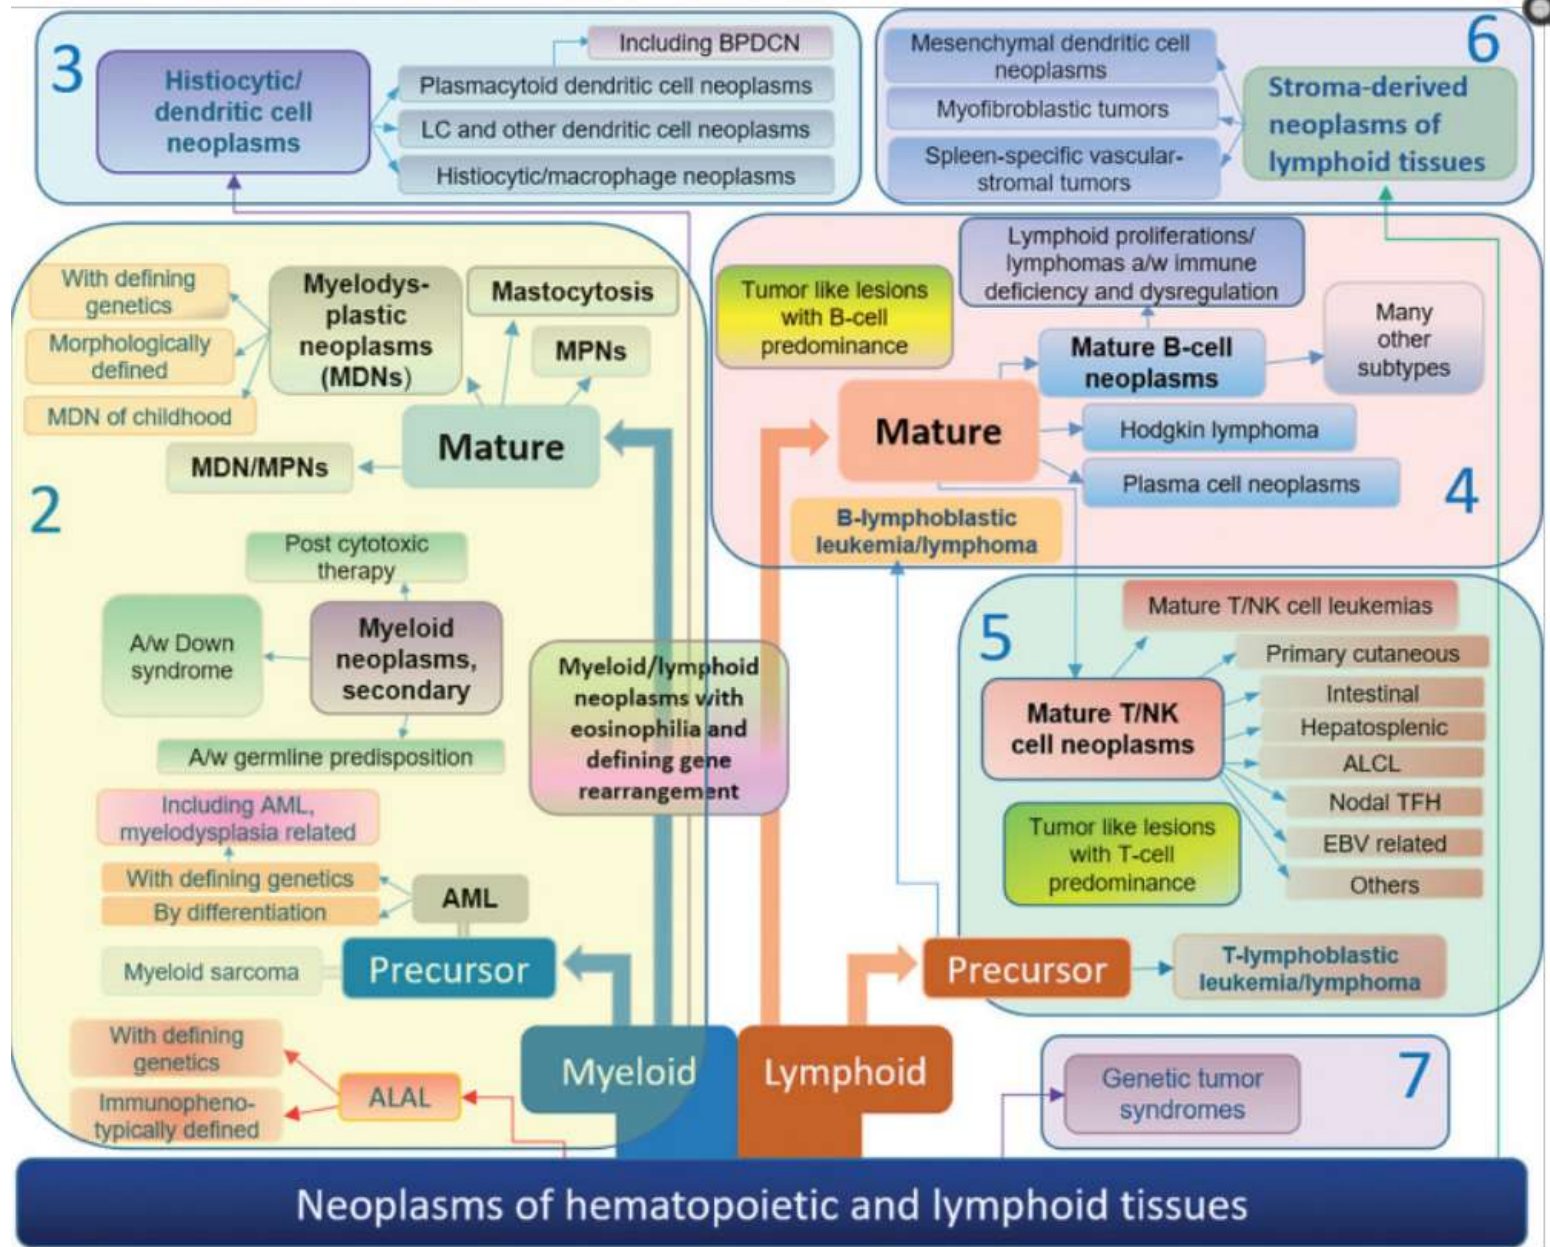 3
Histiocytic/
dendritic cell
neoplasms
Including BPDCN
Plasmacytoid dendritic cell neoplasms
LC and other dendritic cell neoplasms
Histiocytic/macrophage neoplasms
6
Mesenchymal dendritic cell
neoplasms
Myofibroblastic tumors
Spleen-specific vascular-
stromal tumors
Stroma-derived
neoplasms of
lymphoid tissues
2
With defining
genetics
Morphologically
defined
MDN of childhood
Myelodys-
plastic
neoplasms
(MDNs)
Mastocytosis
MPNs
Mature
MDN/MPNs
Post cytotoxic
therapy
A/w Down
syndrome
Myeloid
neoplasms,
secondary
A/w germline predisposition
Including AML,
myelodysplasia related
With defining genetics
By differentiation
AML
Myeloid sarcoma
Precursor
With defining
genetics
Immunopheno-
typically defined
ALAL
Myeloid/lymphoid
neoplasms with
eosinophilia and
defining gene
rearrangement
4
Tumor like lesions
with B-cell
predominance
Lymphoid proliferations/
lymphomas a/w immune
deficiency and dysregulation
Mature B-cell
neoplasms
Many
other
subtypes
Mature
Hodgkin lymphoma
Plasma cell neoplasms
B-lymphoblastic
leukemia/lymphoma
5
Mature T/NK cell leukemias
Primary cutaneous
Intestinal
Hepatosplenic
ALCL
Nodal TFH
EBV related
Others
Mature T/NK
cell neoplasms
Tumor like lesions
with T-cell
predominance
Precursor
T-lymphoblastic
leukemia/lymphoma
Myeloid
Lymphoid
7
Genetic tumor
syndromes
Neoplasms of hematopoietic and lymphoid tissues